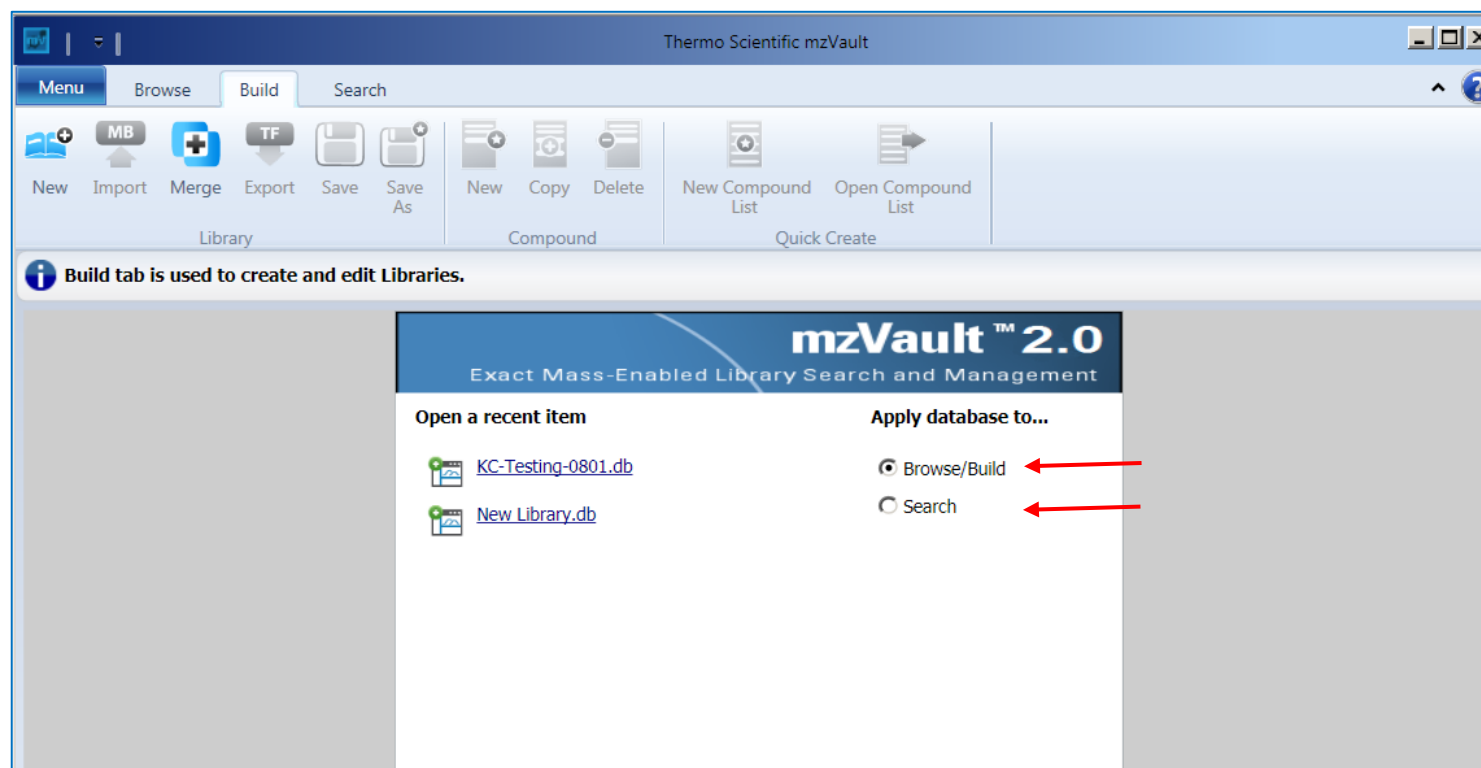 mzV
Thermo Scientific mzVault
Menu Browse Build Search
?
MB TF
New Import Merge Export Save Save As New Copy Delete New Compound List Open Compound List
Library Compound Quick Create
i Build tab is used to create and edit Libraries.
mzVault ™ 2.0
Exact Mass-Enabled Library Search and Management
Open a recent item Apply database to...
KC-Testing-0801.db Browse/Build
New Library.db Search